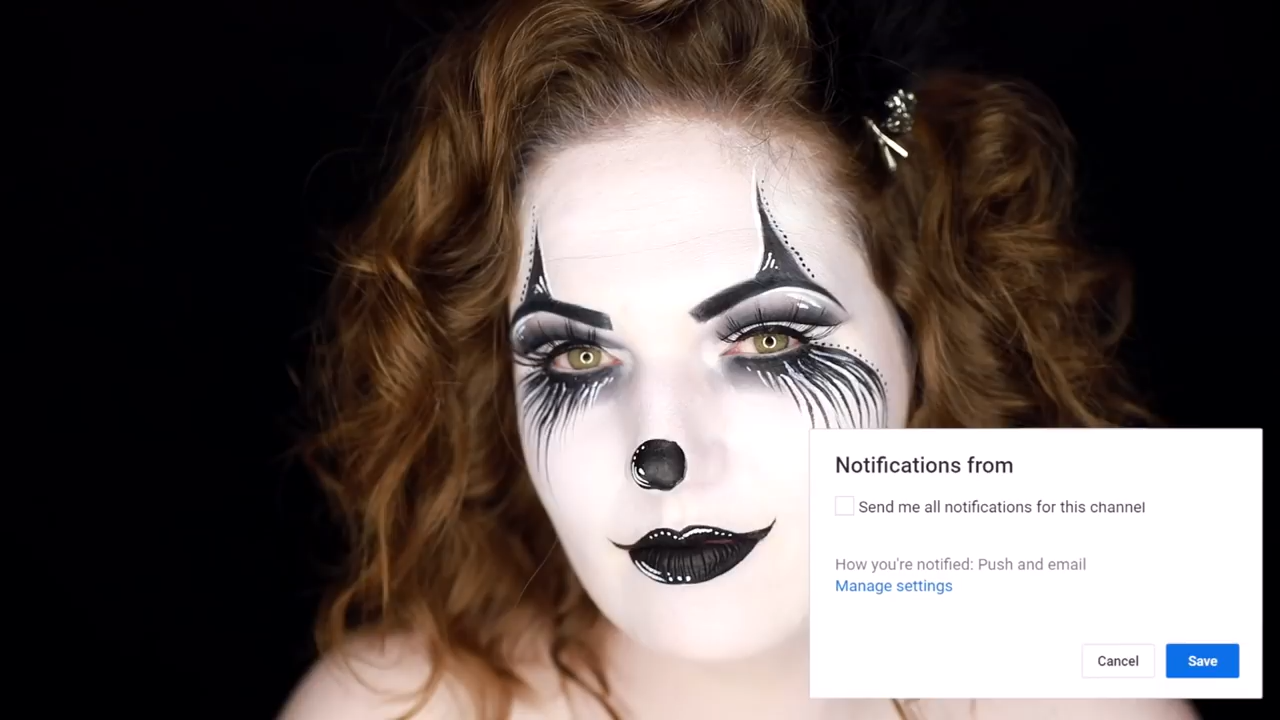 Notifications from
Send me all notifications for this channel
How you're notified: Push and email
Manage settings
Cancel
Save